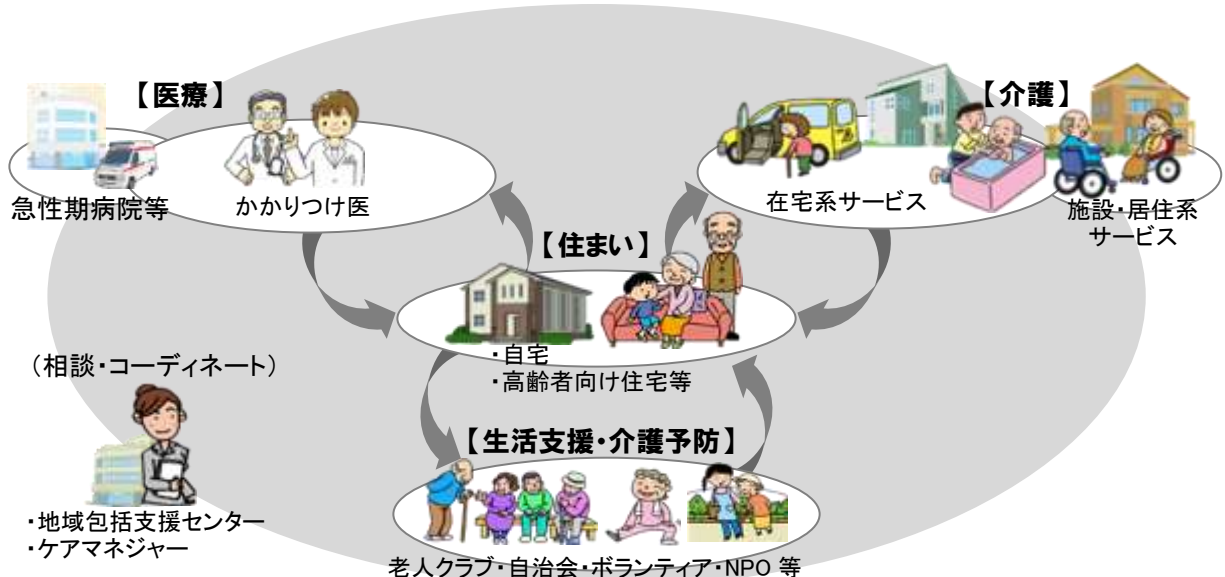 【医療】
急性期病院等
かかりつけ医
【介護】
在宅系サービス
施設・居住系
サービス
【住まい】
・自宅
・高齢者向け住宅等
（相談・コーディネート）
・地域包括支援センター
・ケアマネジャー
【生活支援・介護予防】
老人クラブ・自治会・ボランティア・NPO 等